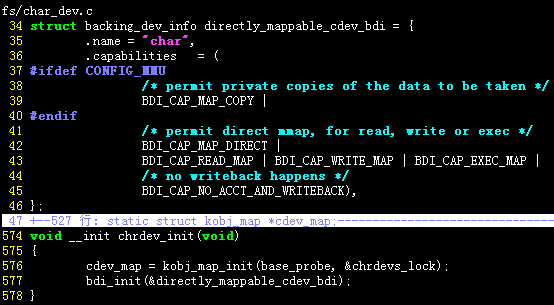 fs/char_dev.c
34 struct backing_dev_info directly_mappable_cdev_bdi = {
35 .name = "char",
36 .capabilities = (
37 #ifdef CONFIG_MMU
38 /* permit private copies of the data to be taken */
39 BDI_CAP_MAP_COPY |
40 #endif
41 /* permit direct mmap, for read, write or exec */
42 BDI_CAP_MAP_DIRECT |
43 BDI_CAP_READ_MAP | BDI_CAP_WRITE_MAP | BDI_CAP_EXEC_MAP |
44 /* no writeback happens */
45 BDI_CAP_NO_ACCT_AND_WRITEBACK),
46 };
47 +--527 行: static struct kobj_map *cdev_map;--------------------------------
574 void __init chrdev_init(void)
575 {
576 cdev_map = kobj_map_init(base_probe, &chrdevs_lock);
577 bdi_init(&directly_mappable_cdev_bdi);
578 }